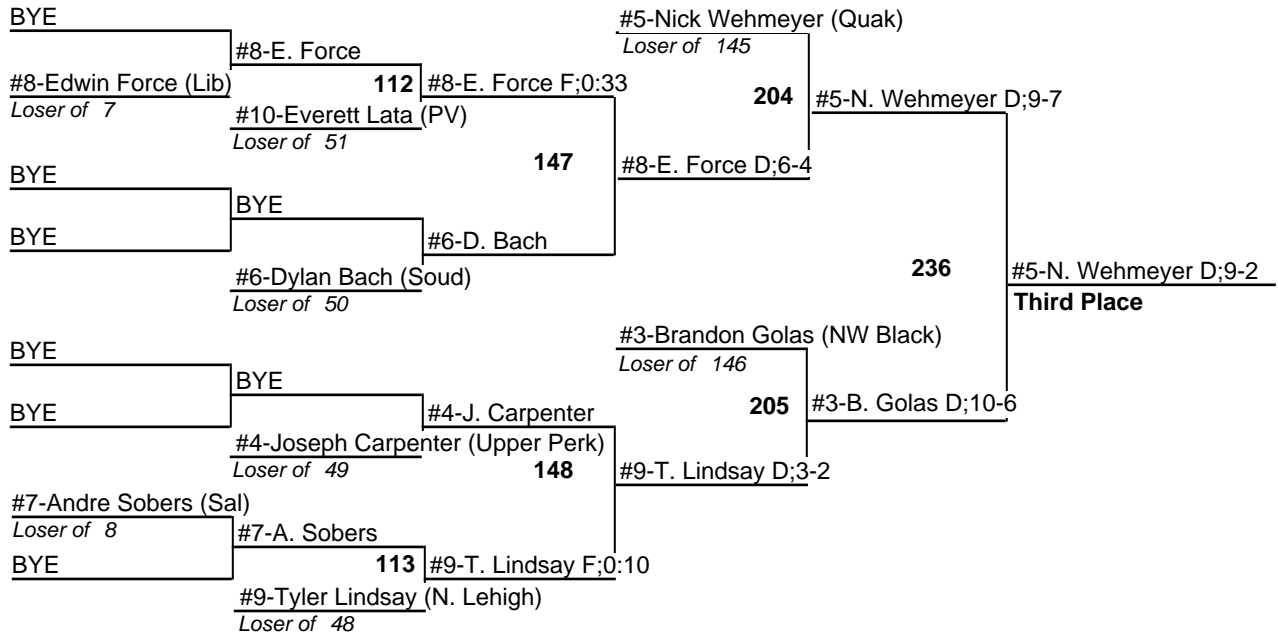 BYE
#5-Nick Wehmeyer (Quak)
Loser of 145
#8-E. Force
#8-Edwin Force (Lib)
Loser of 7
112
#8-E. Force F;0:33
204
#5-N. Wehmeyer D;9-7
#10-Everett Lata (PV)
Loser of 51
147
#8-E. Force D;6-4
BYE
BYE
BYE
#6-D. Bach
#6-Dylan Bach (Soud)
Loser of 50
236
#5-N. Wehmeyer D;9-2
Third Place
#3-Brandon Golas (NW Black)
Loser of 146
BYE
BYE
BYE
#4-J. Carpenter
205
#3-B. Golas D;10-6
#4-Joseph Carpenter (Upper Perk)
Loser of 49
148
#9-T. Lindsay D;3-2
#7-Andre Sobers (Sal)
Loser of 8
#7-A. Sobers
BYE
113
#9-T. Lindsay F;0:10
#9-Tyler Lindsay (N. Lehigh)
Loser of 48